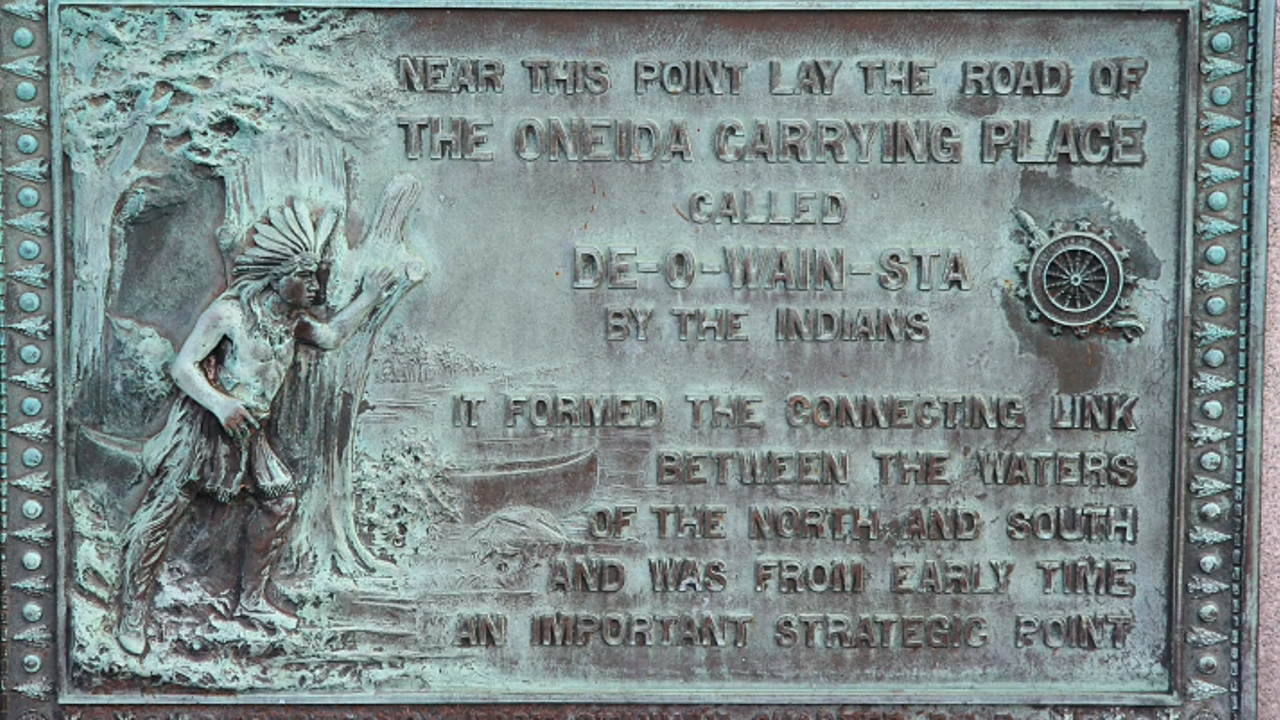 NEAR THIS POINT LAY THE ROAD OF
THE ONEIDA CARRYING PLACE
CALLED
DE-O-WAIN-STA
BY THE INDIANS
IT FORMED THE CONNECTING LINK
BETWEEN THE WATERS
OF THE NORTH AND SOUTH
AND WAS FROM EARLY TIME
AN IMPORTANT STRATEGIC POINT